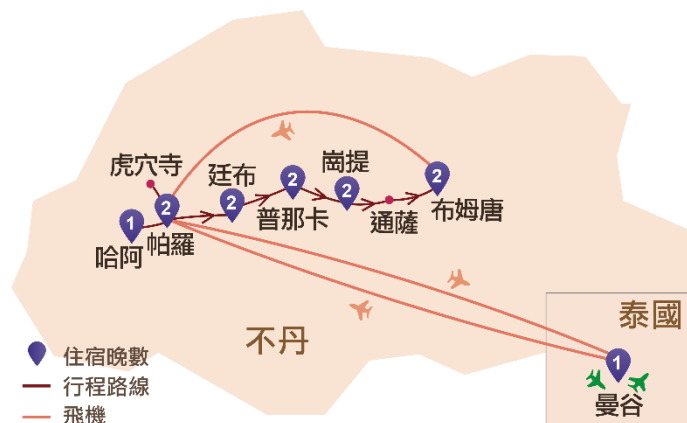 虎穴寺
廷布
2
崗提
2
2
2
2
1
普那卡
通薩
布姆唐
哈阿
帕羅
不丹
泰國
1
曼谷
住宿晚數
行程路線
飛機